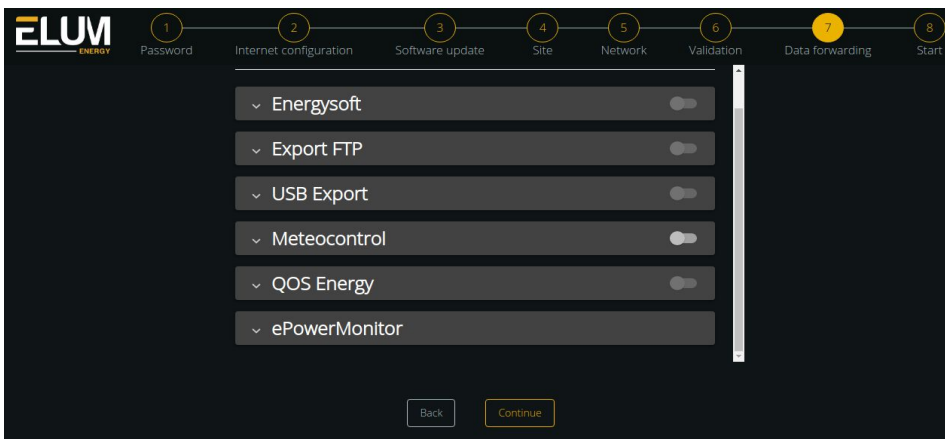 ELUM
ENERGY
1 2 3 4 5 6 7 8
Password Internet configuration Software update Site Network Validation Data forwarding Start
Energysoft
Export FTP
USB Export
Meteocontrol
QOS Energy
ePowerMonitor
Back Continue